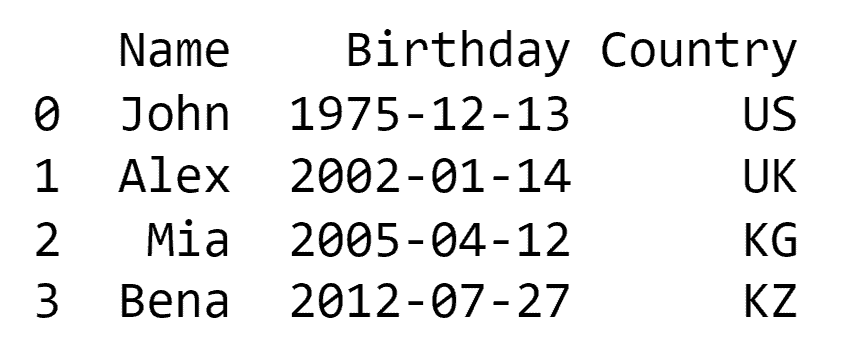 Name Birthday Country
0 John 1975-12-13 US
1 Alex 2002-01-14 UK
2 Mia 2005-04-12 KG
3 Bena 2012-07-27 KZ